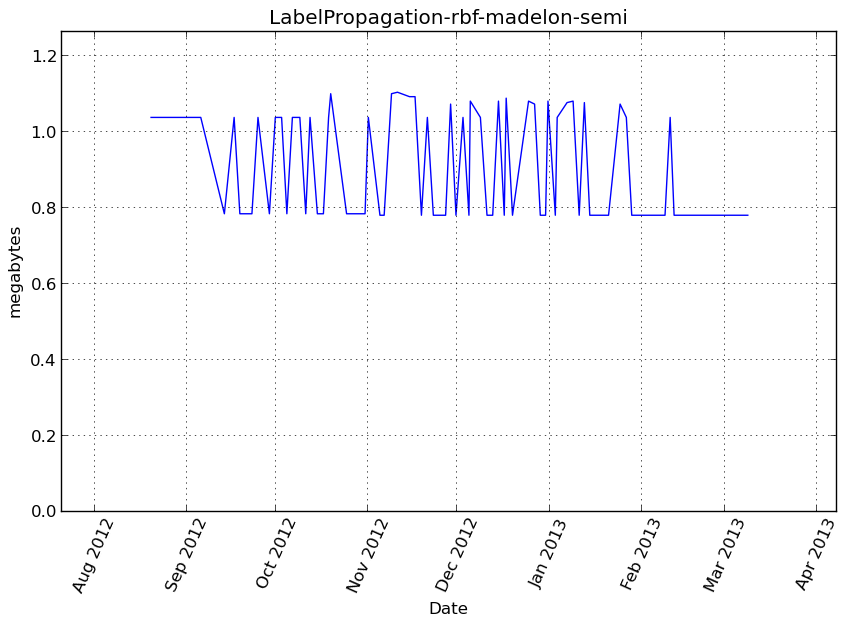 LabelPropagation-rbf-madelon-semi
1.2
1.0
0.8
0.6
0.4
0.2
0.0
megabytes
Aug 2012
Sep 2012
Oct 2012
Nov 2012
Dec 2012
Jan 2013
Feb 2013
Mar 2013
Apr 2013
Date